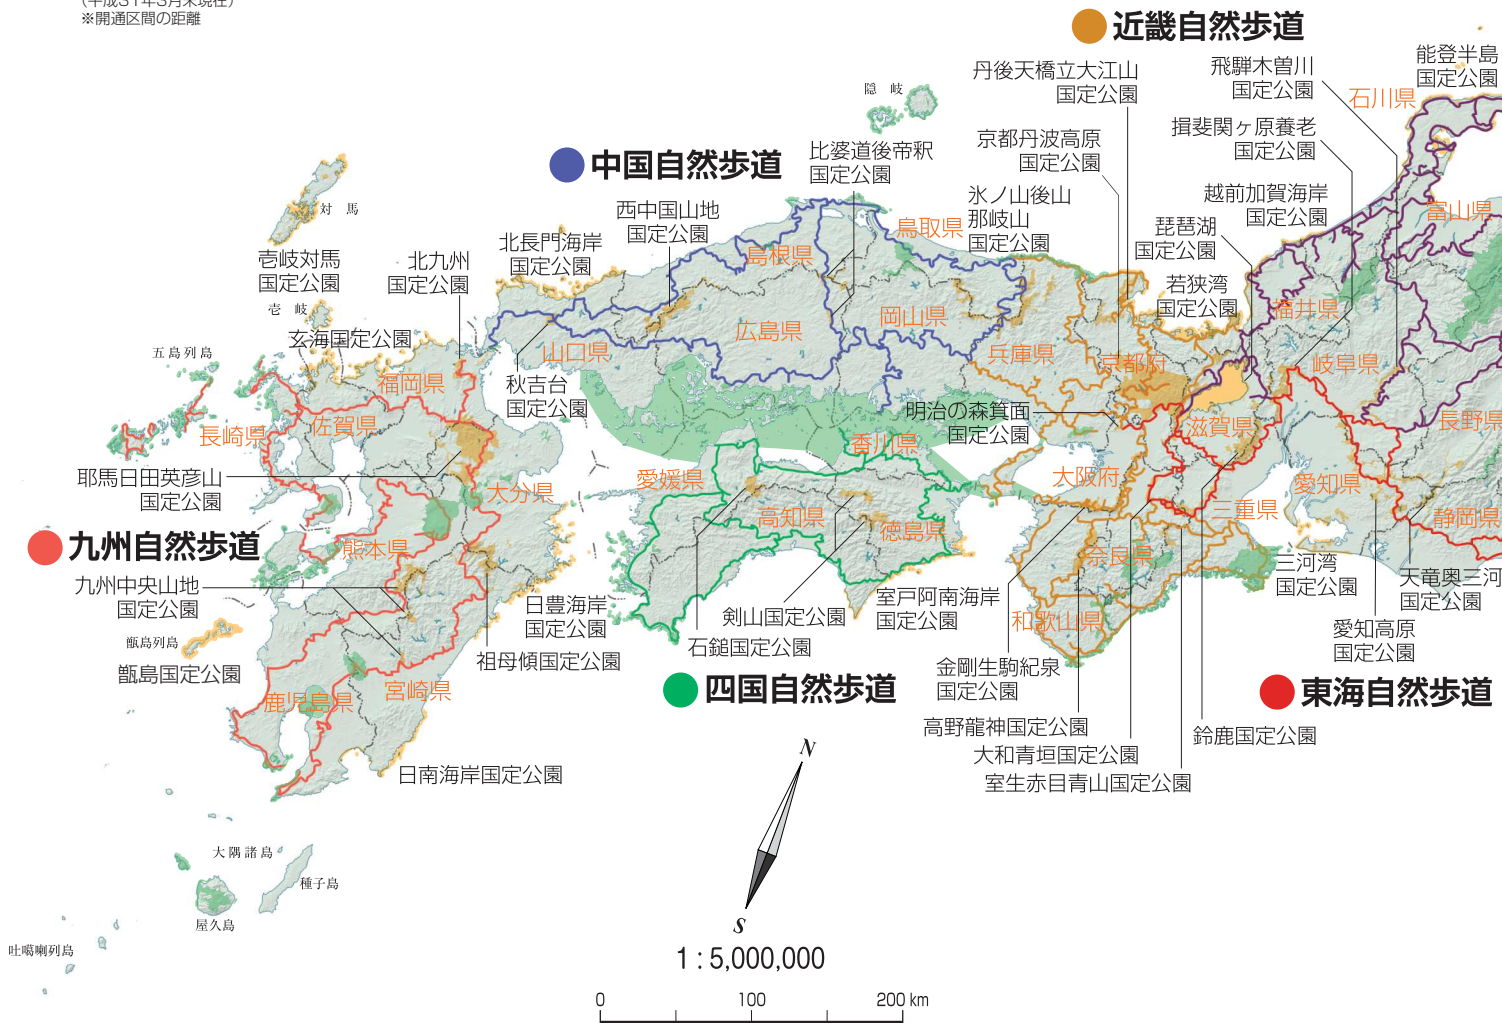 (平成31年3月末現在)
※開通区間の距離
近畿自然歩道
丹後天橋立大江山
国定公園
飛騨木曽川
国定公園
能登半島
国定公園
石川県
隠 岐
揖斐関ヶ原養老
国定公園
京都丹波高原
国定公園
比婆道後帝釈
国定公園
中国自然歩道
氷ノ山後山
那岐山
国定公園
越前加賀海岸
国定公園
西中国山地
国定公園
対 馬
鳥取県
琵琶湖
国定公園
富山県
北長門海岸
国定公園
島根県
壱岐対馬
国定公園
北九州
国定公園
若狭湾
国定公園
壱 岐
玄海国定公園
福井県
岡山県
広島県
五島列島
山口県
兵庫県
京都府
岐阜県
福岡県
秋吉台
国定公園
明治の森箕面
国定公園
長野県
佐賀県
長崎県
滋賀県
香川県
耶馬日田英彦山
国定公園
愛媛県
大阪府
愛知県
大分県
高知県
三重県
静岡県
徳島県
九州自然歩道
熊本県
奈良県
三河湾
国定公園
天竜奥三河
国定公園
九州中央山地
国定公園
日豊海岸
国定公園
剣山国定公園
室戸阿南海岸
国定公園
和歌山県
愛知高原
国定公園
甑島列島
甑島国定公園
祖母傾国定公園
石鎚国定公園
金剛生駒紀泉
国定公園
四国自然歩道
東海自然歩道
宮崎県
鹿児島県
高野龍神国定公園
鈴鹿国定公園
大和青垣国定公園
日南海岸国定公園
室生赤目青山国定公園
N
大隅諸島
種子島
屋久島
S
吐噶喇列島
1:5,000,000
0 100 200 km